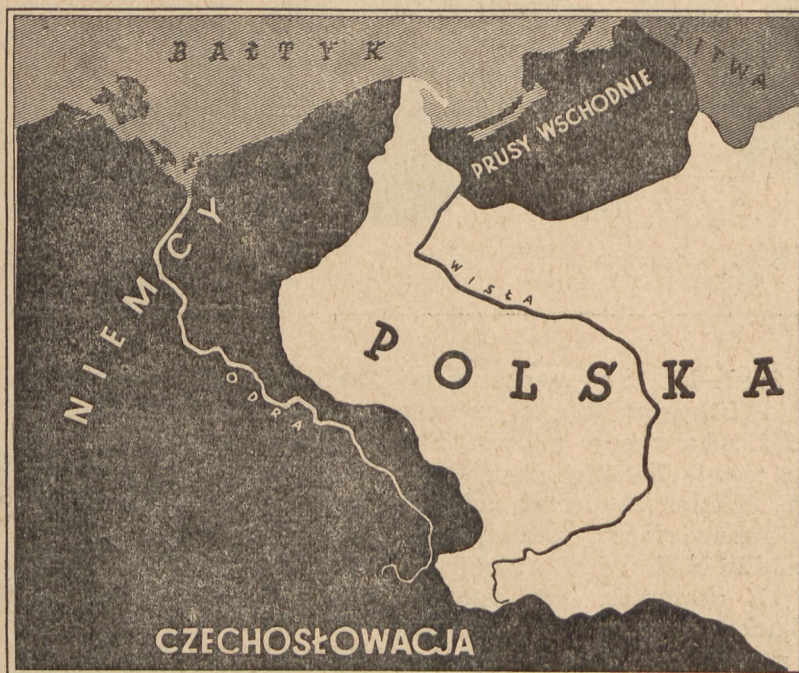 BAŁTYK
LITWA
PRUSY WSCHODNIE
NIEMCY
WISŁA
POLSKA
ODRA
CZECHOSŁOWACJA